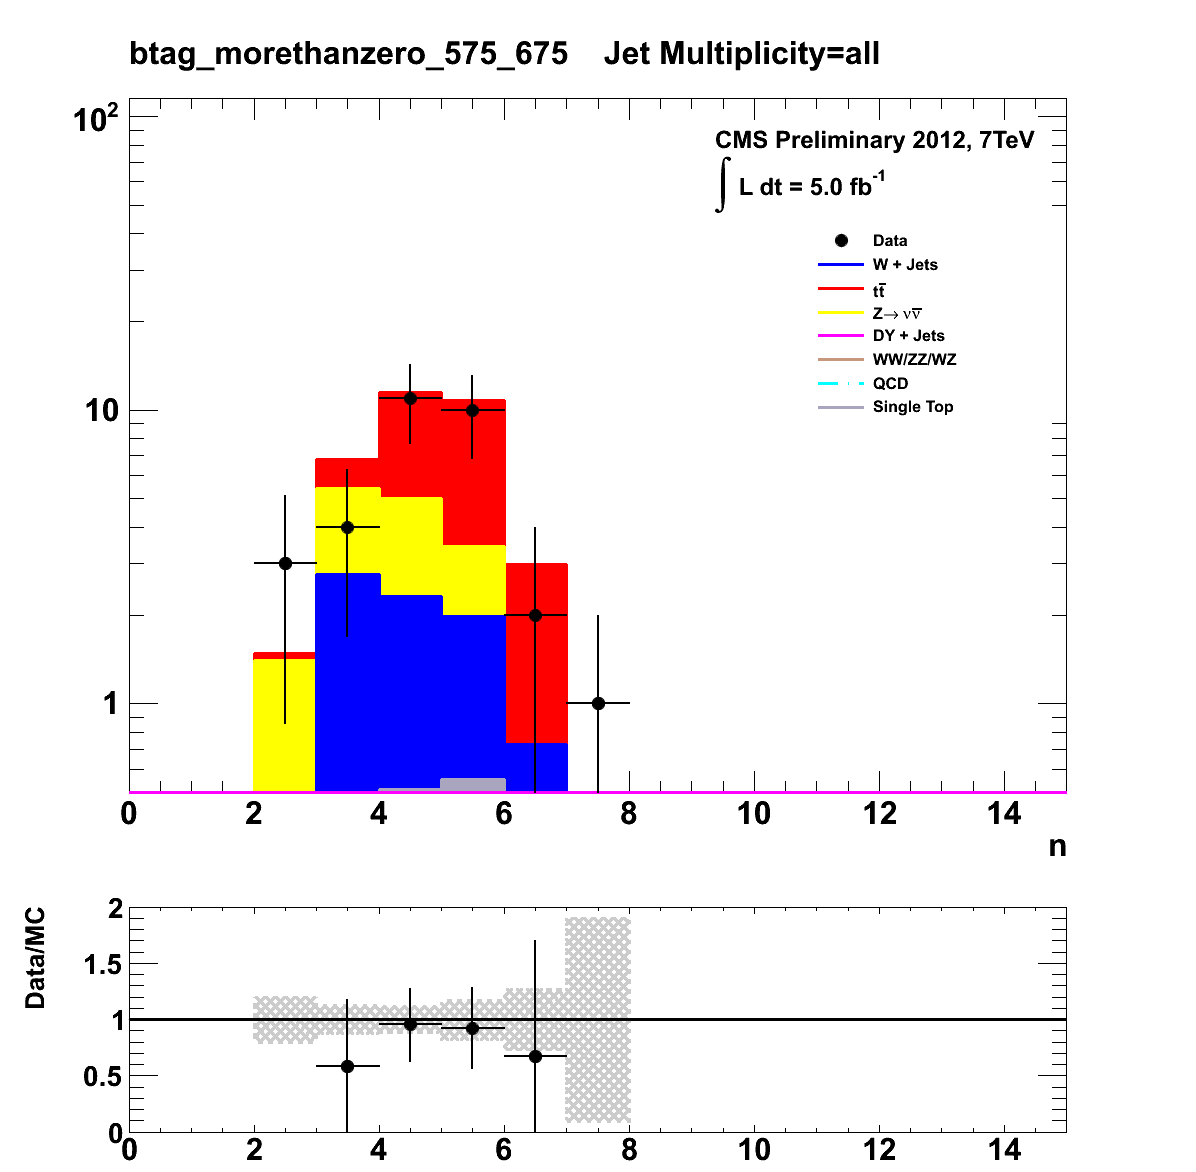 btag_morethanzero_575_675 Jet Multiplicity=all
10²
CMS Preliminary 2012, 7TeV
∫ L dt = 5.0 fb⁻¹
Data
W + Jets
tt̅
Z→ νν̅
DY + Jets
WW/ZZ/WZ
QCD
Single Top
10
1
0 2 4 6 8 10 12 14
n
Data/MC
2
1.5
1
0.5
0
0 2 4 6 8 10 12 14